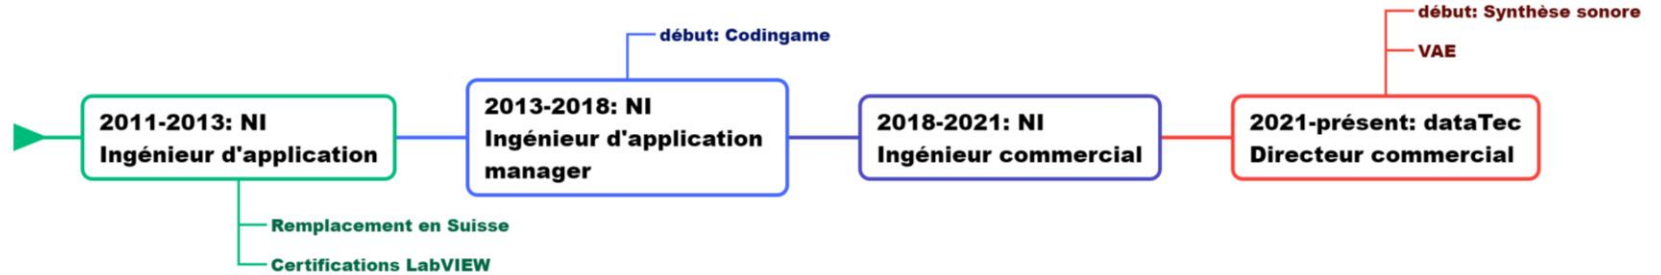 2011-2013: NI
Ingénieur d'application
Remplacement en Suisse
Certifications LabVIEW
début: Codingame
2013-2018: NI
Ingénieur d'application
manager
2018-2021: NI
Ingénieur commercial
début: Synthèse sonore
VAE
2021-présent: dataTec
Directeur commercial